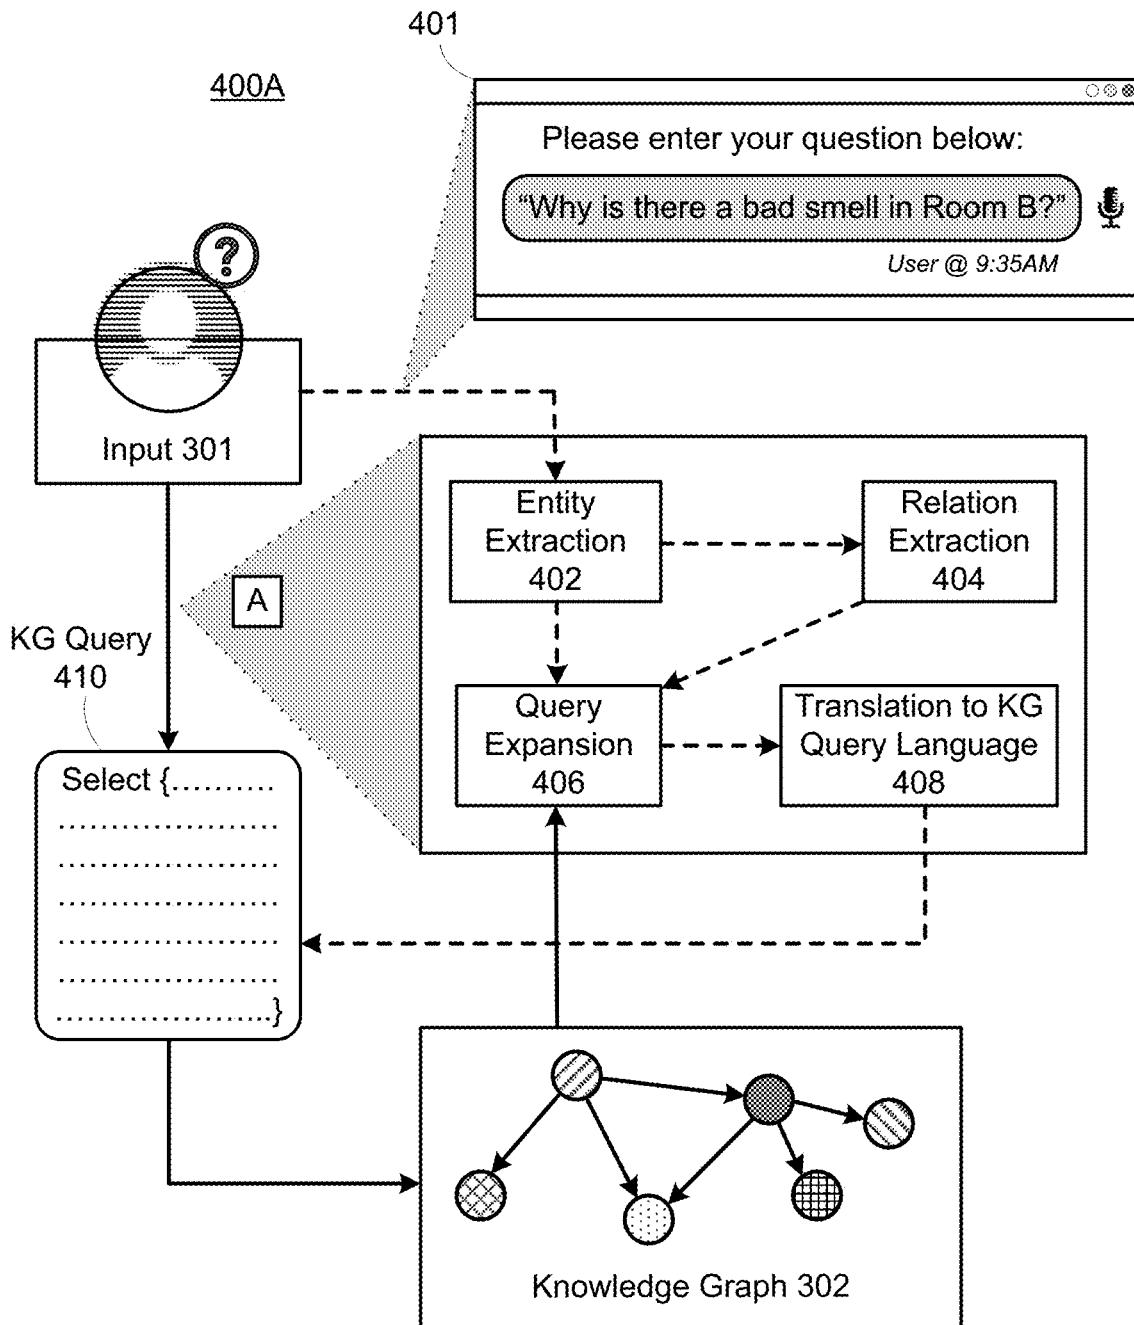 401
400A
Please enter your question below:
“Why is there a bad smell in Room B?”
User @ 9:35AM
?
Input 301
Entity
Extraction
402
Relation
Extraction
404
A
KG Query
410
Query
Expansion
406
Translation to KG
Query Language
408
Select {..........
......................
......................
......................
......................
......................
.....................}
Knowledge Graph 302